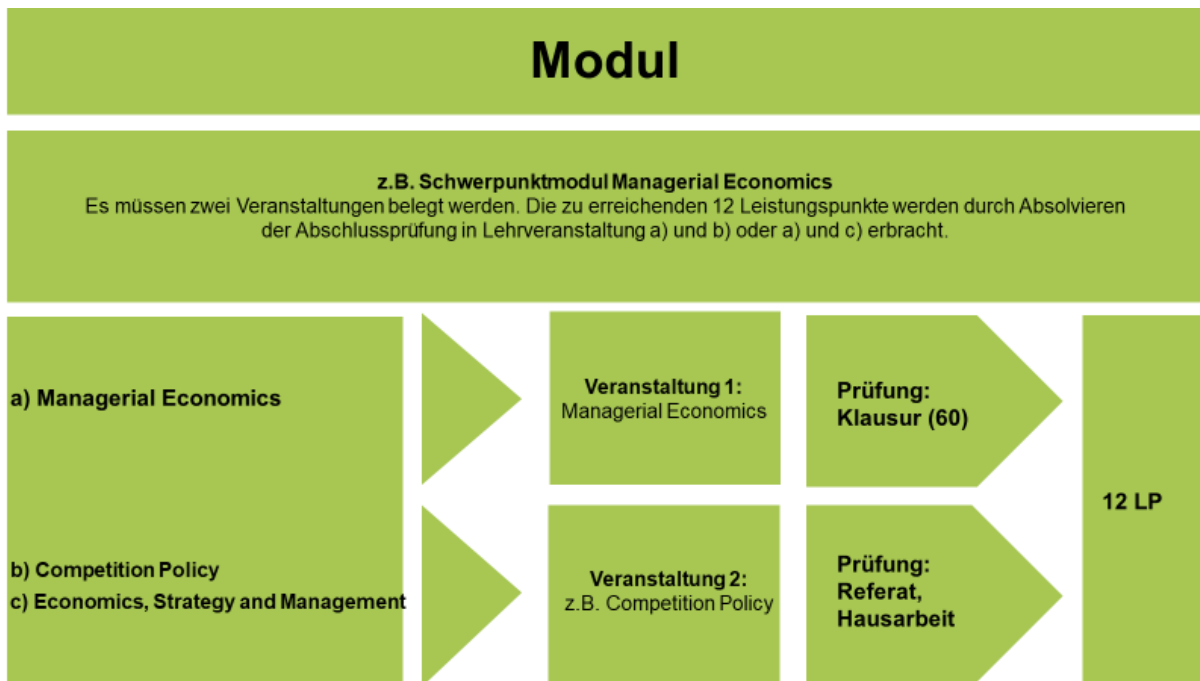 Modul
z.B. Schwerpunktmodul Managerial Economics
Es müssen zwei Veranstaltungen belegt werden. Die zu erreichenden 12 Leistungspunkte werden durch Absolvieren
der Abschlussprüfung in Lehrveranstaltung a) und b) oder a) und c) erbracht.
a) Managerial Economics
Veranstaltung 1:
Managerial Economics
Prüfung:
Klausur (60)
b) Competition Policy
c) Economics, Strategy and Management
Veranstaltung 2:
z.B. Competition Policy
Prüfung:
Referat,
Hausarbeit
12 LP